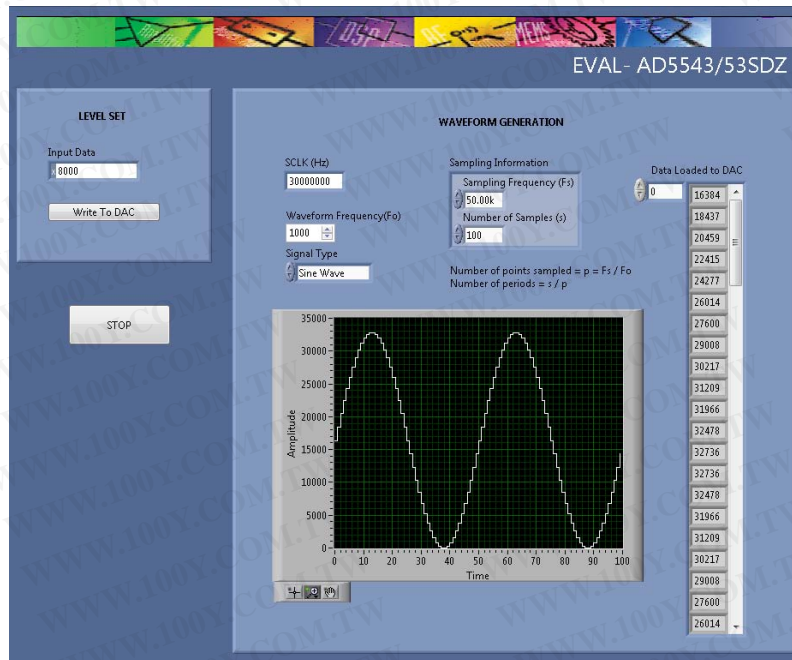 EVAL- AD5543/53SDZ
LEVEL SET
Input Data
x 8000
Write To DAC
STOP
WAVEFORM GENERATION
SCLK (Hz)
30000000
Waveform Frequency(Fo)
1000
Signal Type
Sine Wave
Sampling Information
Sampling Frequency (Fs)
50.00k
Number of Samples (s)
100
Number of points sampled = p = Fs / Fo
Number of periods = s / p
Data Loaded to DAC
0
16384
18437
20459
22415
24277
26014
27600
29008
30217
31209
31966
32478
32736
32736
32478
31966
31209
30217
29008
27600
26014
Amplitude
35000
30000
25000
20000
15000
10000
5000
0
0 10 20 30 40 50 60 70 80 90 100
Time
WWW.100Y.COM.TW